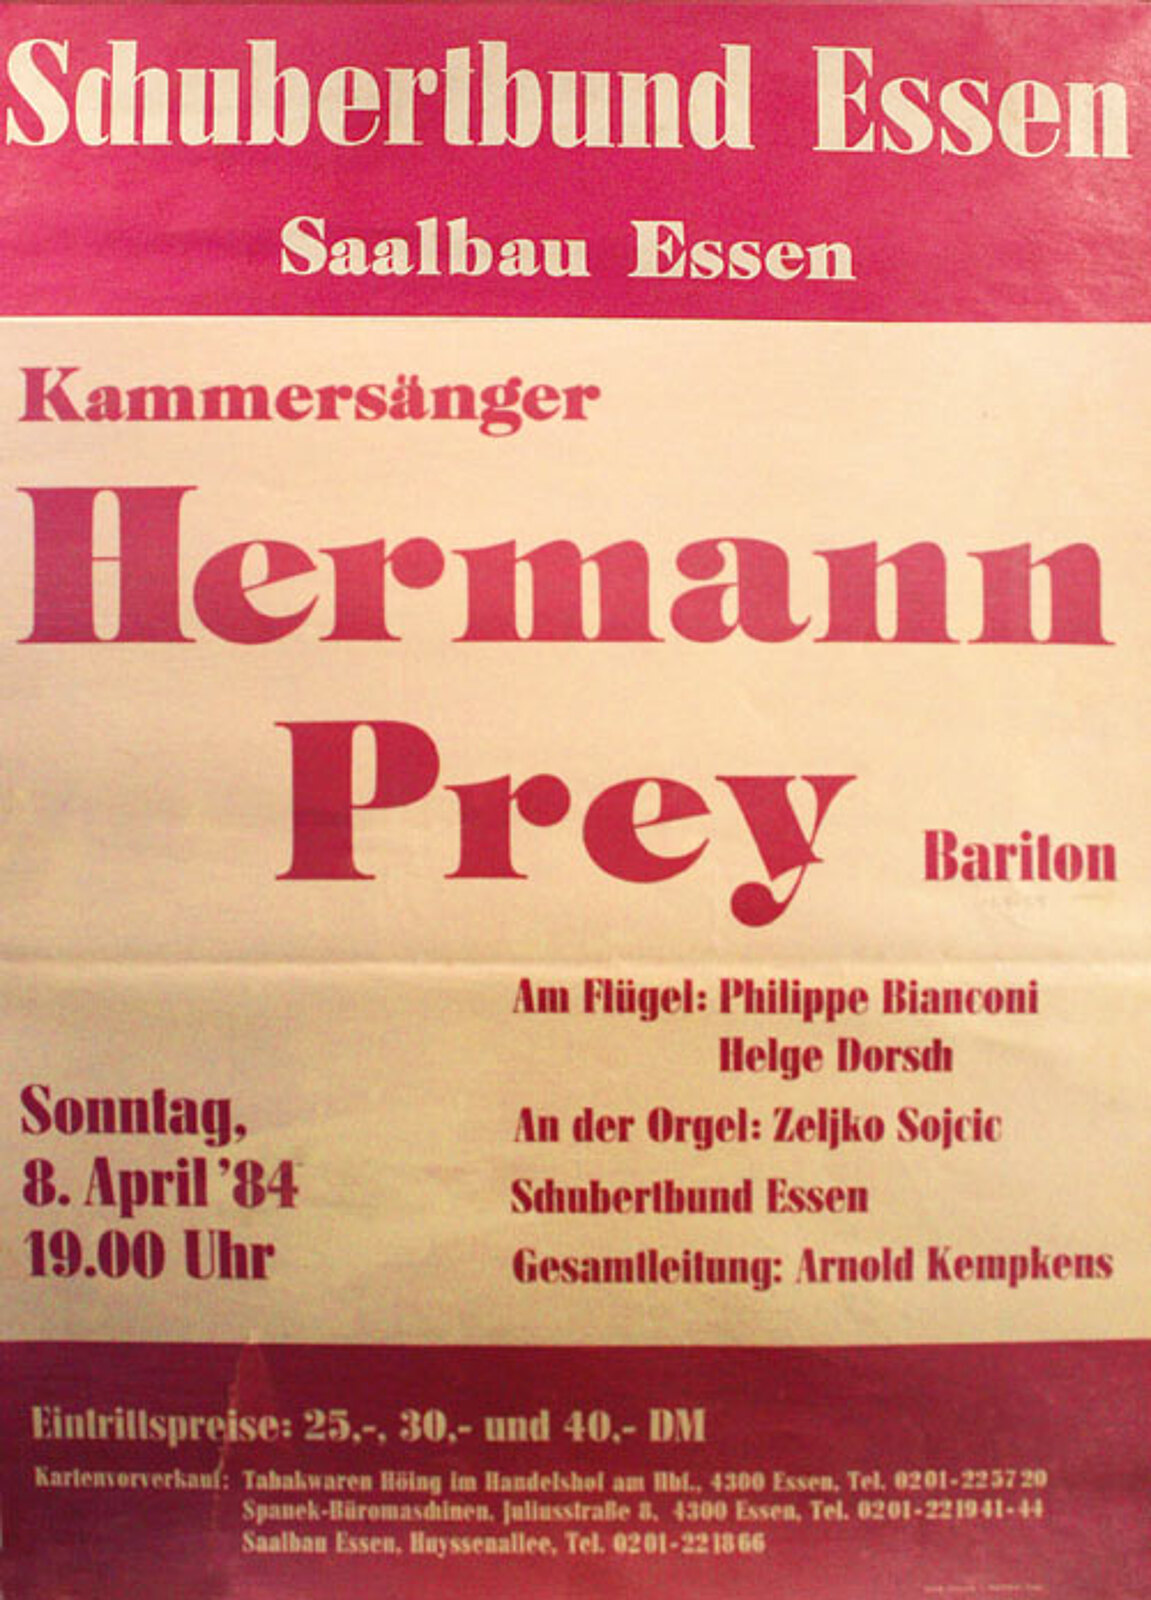 Schubertbund Essen
Saalbau Essen
Kammersänger
Hermann
Prey
Bariton
Am Flügel: Philippe Bianconi
Helge Dorsch
An der Orgel: Zeljko Sojcic
Schubertbund Essen
Gesamtleitung: Arnold Kempkens
Sonntag,
8. April '84
19.00 Uhr
Eintrittspreise: 25,-, 30,- und 40,- DM
Kartenvorverkauf: Tabakwaren Höing im Handelshof am Hbf., 4300 Essen, Tel. 0201-225720
Spanek-Büromaschinen, Juliusstraße 8, 4300 Essen, Tel. 0201-221941-44
Saalbau Essen, Huyssenallee, Tel. 0201-221866